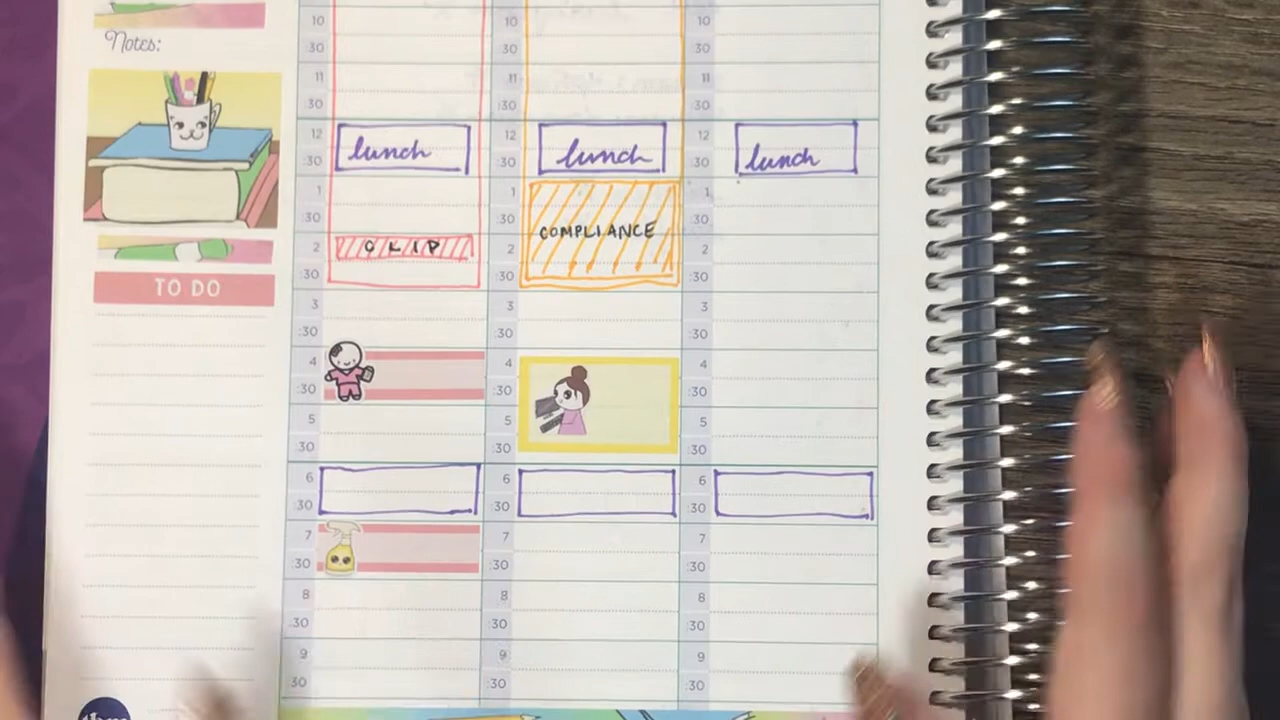 Notes:
TO DO
10 10 10
30 30 30
11 11 11
30 30 30
12 lunch 12 lunch 12 lunch
:30 :30 :30
1 1 1
:30 COMPLIANCE :30 :30
2 CLIP 2 2
:30 :30 :30
3 3 3
:30 :30 :30
4 4 4
:30 :30 :30
5 5 5
:30 :30 :30
6 6 6
:30 :30 :30
7 7 7
:30 :30 :30
8 8 8
:30 :30 :30
9 9 9
:30 :30 :30